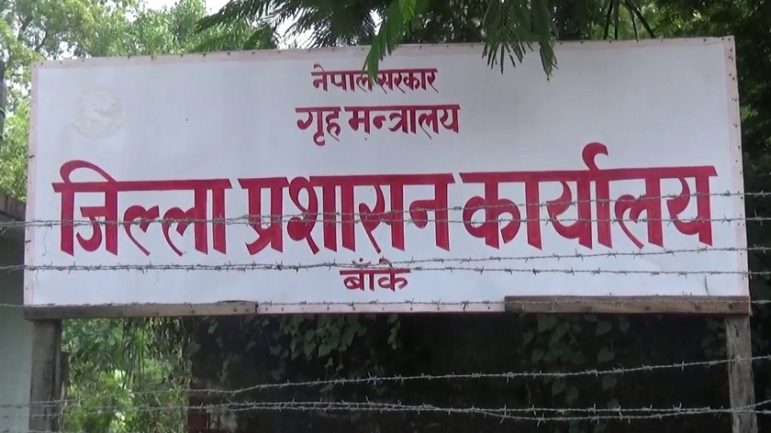 नेपाल सरकार
गृह मन्त्रालय
जिल्ला प्रशासन कार्यालय
बाँके